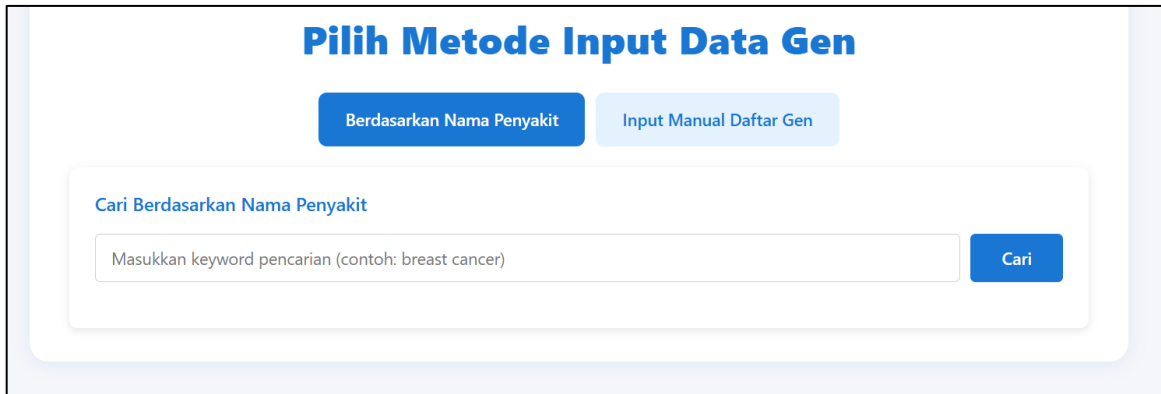 Pilih Metode Input Data Gen
Berdasarkan Nama Penyakit
Input Manual Daftar Gen
Cari Berdasarkan Nama Penyakit
Masukkan keyword pencarian (contoh: breast cancer)
Cari